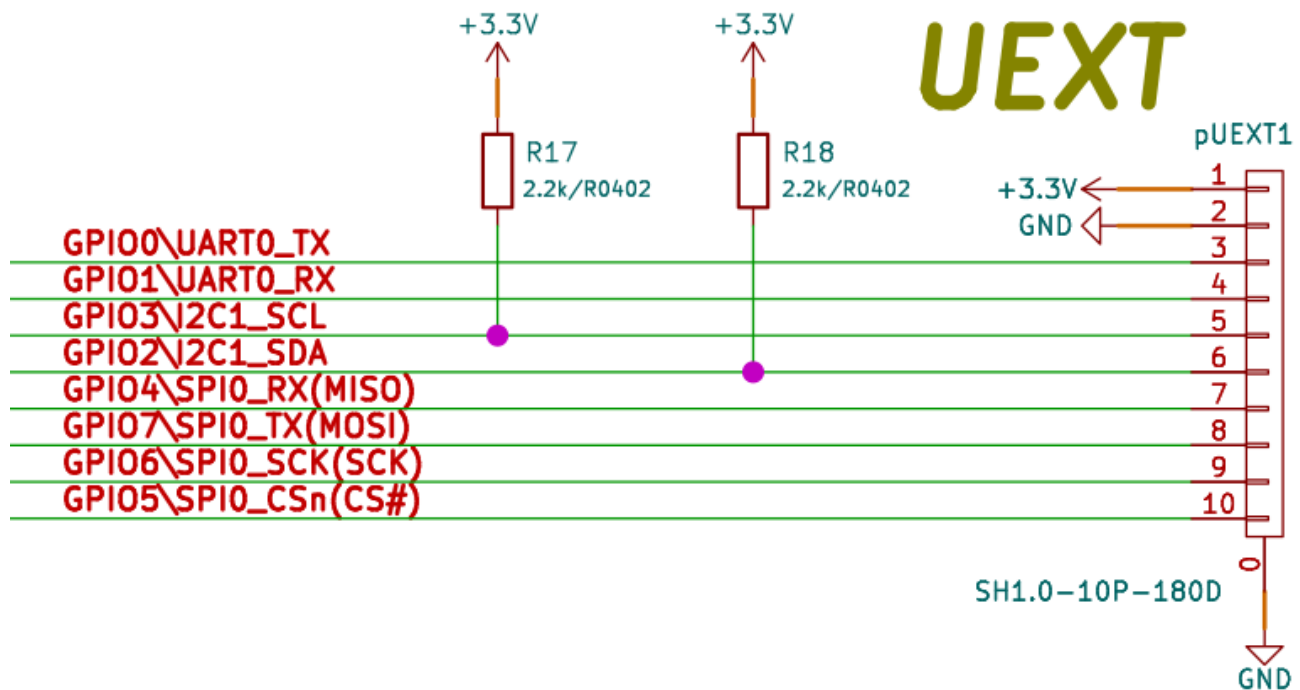 +3.3V
+3.3V
UEXT
pUEXT1
R17
2.2k/R0402
R18
2.2k/R0402
+3.3V
1
GND
2
GPIO0\UART0_TX
3
GPIO1\UART0_RX
4
GPIO3\I2C1_SCL
5
GPIO2\I2C1_SDA
6
GPIO4\SPI0_RX(MISO)
7
GPIO7\SPI0_TX(MOSI)
8
GPIO6\SPI0_SCK(SCK)
9
GPIO5\SPI0_CSn(CS#)
10
0
SH1.0-10P-180D
GND